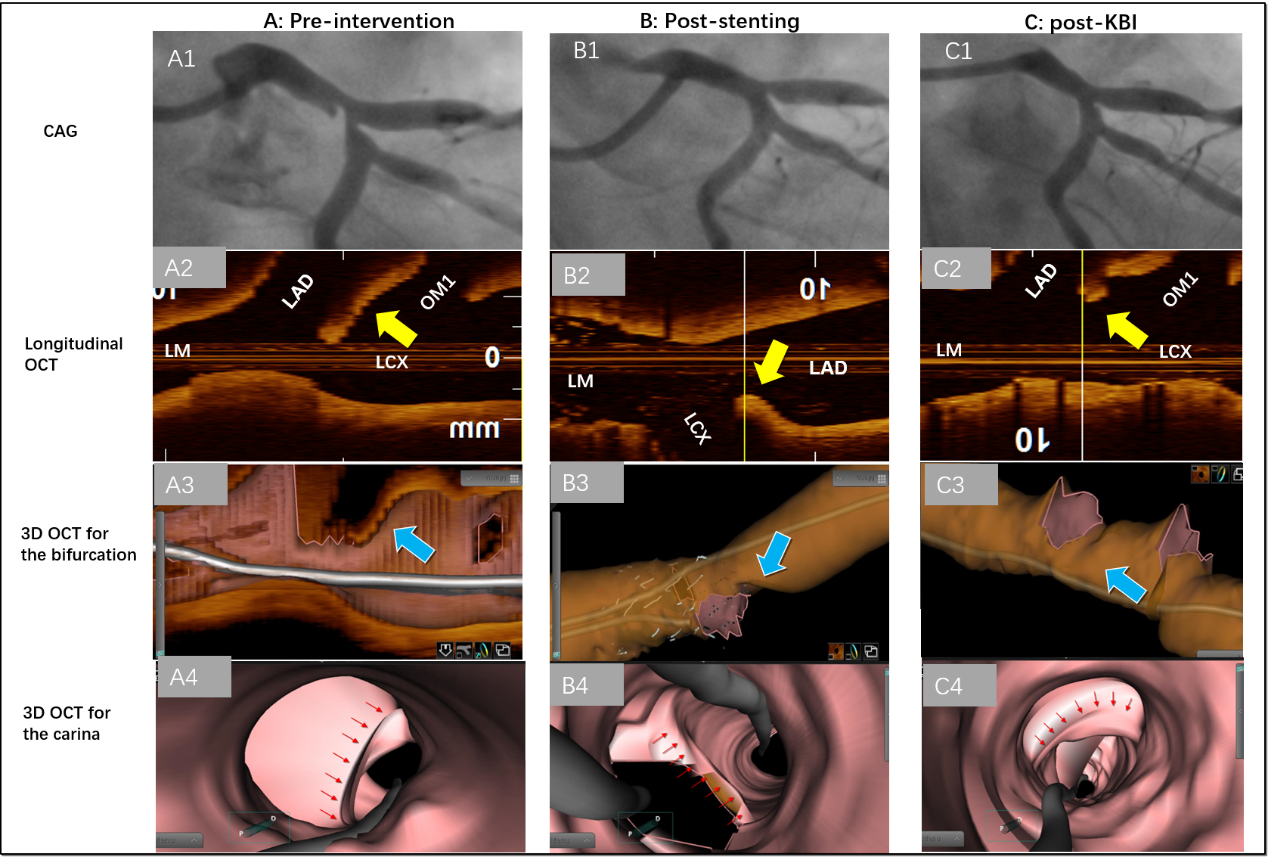 A: Pre-intervention
B: Post-stenting
C: post-KBI
CAG
A1
B1
C1
Longitudinal
OCT
A2
LAD
OM1
LM
LCX
10
0
mm
B2
10
LM
LAD
LCX
C2
LAD
OM1
LM
LCX
10
3D OCT for
the bifurcation
A3
B3
C3
3D OCT for
the carina
A4
P
D
B4
P
D
C4
P
D